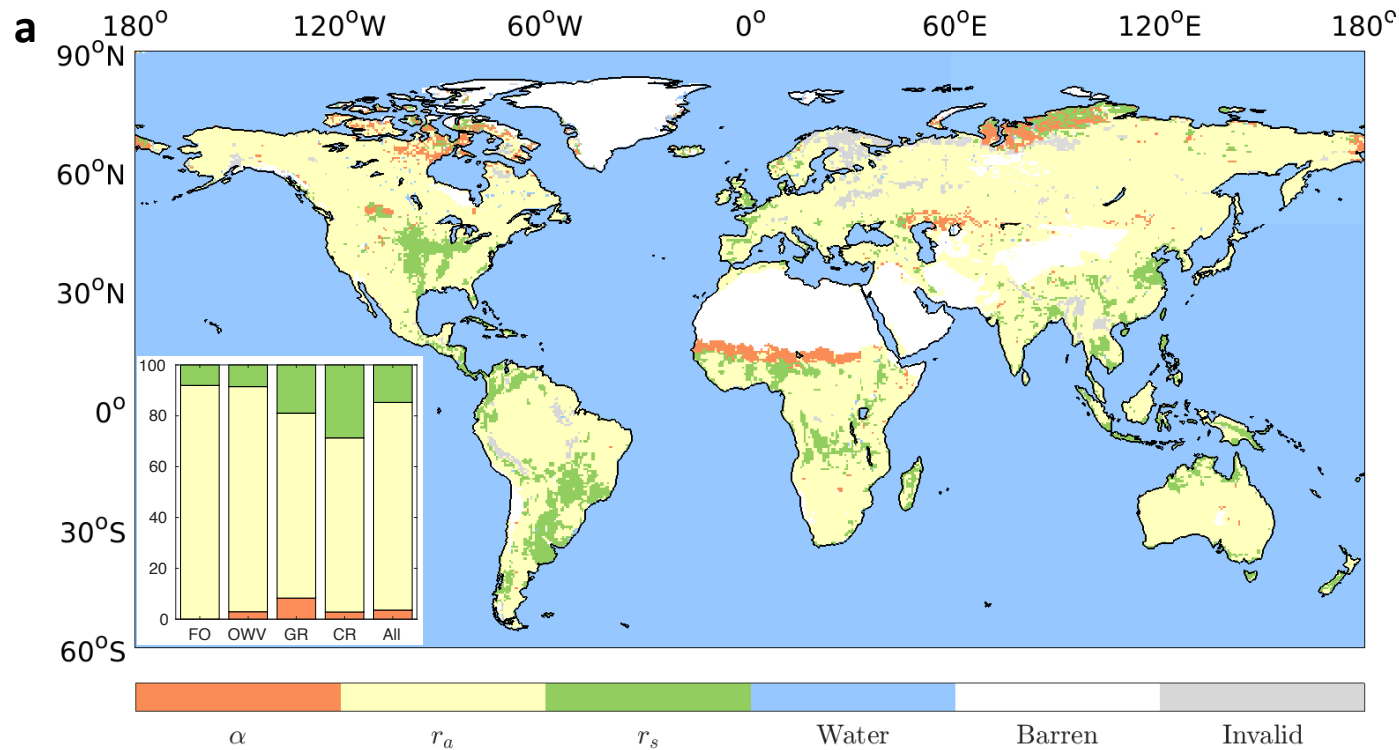 a
180° 120°W 60°W 0° 60°E 120°E 180°
90°N
60°N
30°N
0°
30°S
60°S
100
80
60
40
20
0
FO OWV GR CR All
α r_a r_s Water Barren Invalid